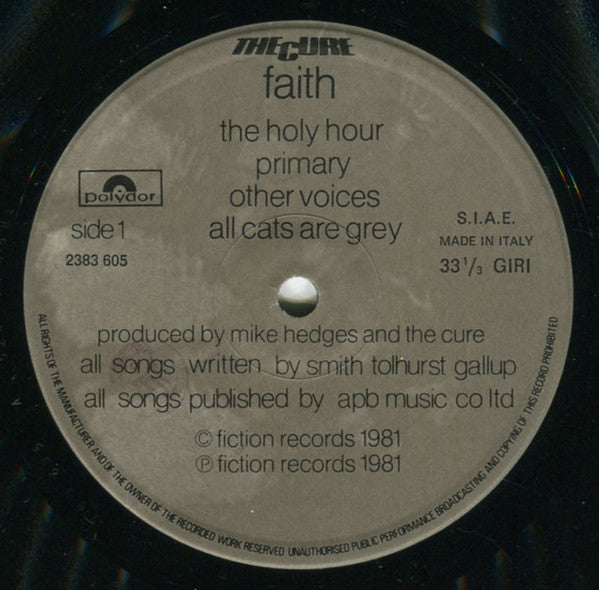 THE CURE
faith
the holy hour
primary
other voices
all cats are grey
polydor
side 1
2383 605
S.I.A.E.
MADE IN ITALY
33 1/3 GIRI
produced by mike hedges and the cure
all songs written by smith tolhurst gallup
all songs published by apb music co ltd
© fiction records 1981
℗ fiction records 1981
ALL RIGHTS OF THE MANUFACTURER AND OF THE OWNER OF THE RECORDED WORK RESERVED UNAUTHORISED PUBLIC PERFORMANCE BROADCASTING AND COPYING OF THIS RECORD PROHIBITED